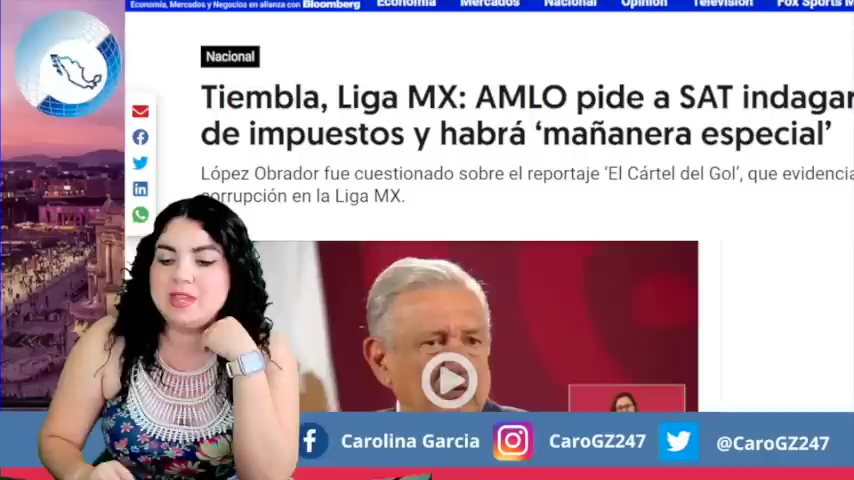 Economía, Mercados y Negocios en alianza con Bloomberg
Economía Mercados Nacional Opinión Televisión Fox Sports M
Nacional
Tiembla, Liga MX: AMLO pide a SAT indagar
de impuestos y habrá ‘mañanera especial’
López Obrador fue cuestionado sobre el reportaje ‘El Cártel del Gol’, que evidencia
corrupción en la Liga MX.
Carolina Garcia CaroGZ247 @CaroGZ247